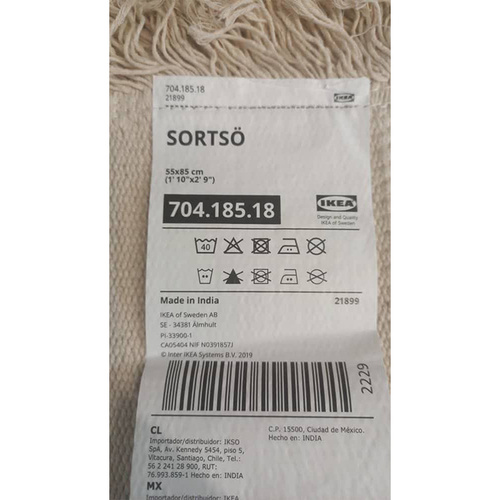 704.185.18
21899
IKEA
SORTSÖ
55x85 cm
(1' 10"x2' 9")
704.185.18
IKEA
Design and Quality
IKEA of Sweden
40
Made in India
21899
IKEA of Sweden AB
SE - 34381 Älmhult
PI-33900-1
CA05404 NIF N0391857J
© Inter IKEA Systems B.V. 2019
2229
CL
Importador/distribuidor: IKSO
SpA, Av. Kennedy 5454, piso 5,
Vitacura, Santiago, Chile, Tel.:
56 2 241 28 900, RUT:
76.993.859-1 Hecho en: INDIA
MX
Importador/distribuidor: IKEA
C.P. 15500, Ciudad de México.
Hecho en: INDIA